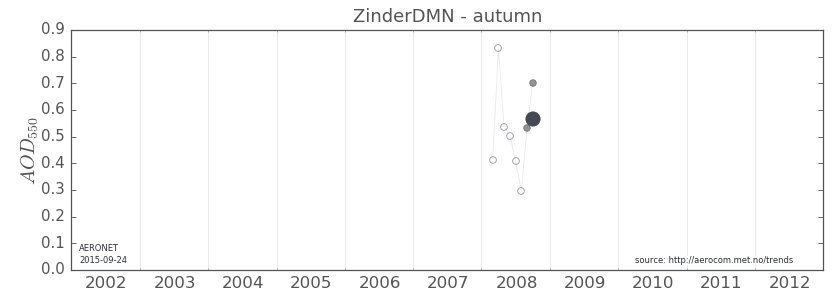 ZinderDMN - autumn
0.9
0.8
0.7
0.6
0.5
0.4
0.3
0.2
0.1
0.0
AOD550
AERONET
2015-09-24
source: http://aerocom.met.no/trends
2002 2003 2004 2005 2006 2007 2008 2009 2010 2011 2012